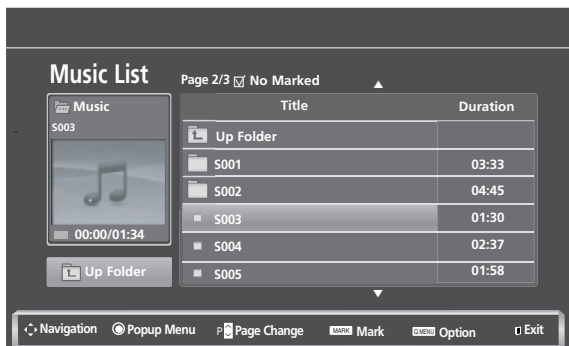 Music List
Page 2/3 No Marked
Music
S003
00:00/01:34
Up Folder
Title Duration
Up Folder
S001 03:33
S002 04:45
S003 01:30
S004 02:37
S005 01:58
Navigation Popup Menu P Page Change MARK Mark Q.MENU Option Exit